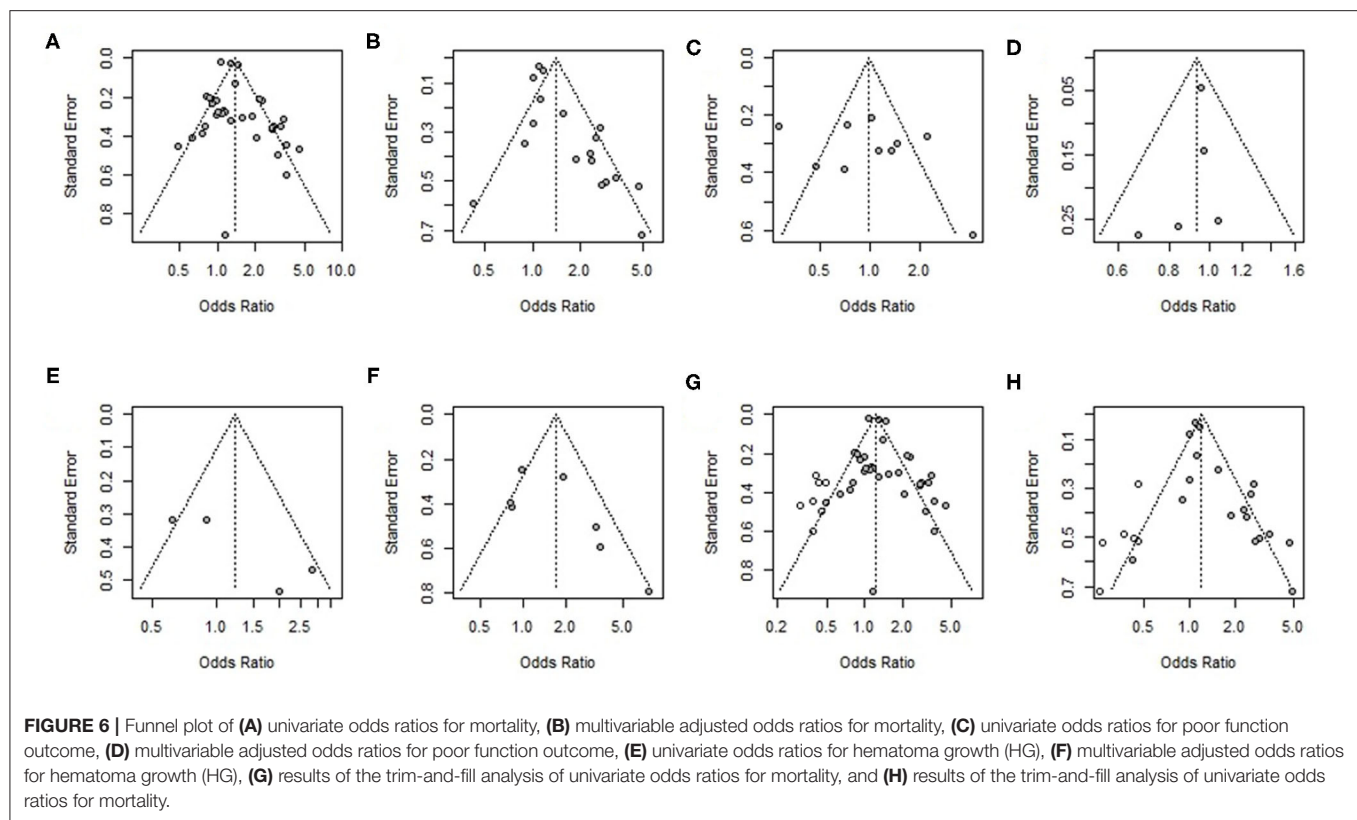 A
Standard Error
0.0
0.2
0.4
0.6
0.8
0.5
1.0
2.0
5.0
10.0
Odds Ratio
B
Standard Error
0.1
0.3
0.5
0.7
0.5
1.0
2.0
5.0
Odds Ratio
C
Standard Error
0.0
0.2
0.4
0.6
0.5
1.0
2.0
Odds Ratio
D
Standard Error
0.05
0.15
0.25
0.6
0.8
1.0
1.2
1.6
Odds Ratio
E
Standard Error
0.0
0.1
0.2
0.3
0.4
0.5
0.5
1.0
1.5
2.5
Odds Ratio
F
Standard Error
0.0
0.2
0.4
0.6
0.8
0.5
1.0
2.0
5.0
Odds Ratio
G
Standard Error
0.0
0.2
0.4
0.6
0.8
0.2
0.5
1.0
2.0
5.0
Odds Ratio
H
Standard Error
0.1
0.3
0.5
0.7
0.5
1.0
2.0
5.0
Odds Ratio
FIGURE 6 | Funnel plot of (A) univariate odds ratios for mortality, (B) multivariable adjusted odds ratios for mortality, (C) univariate odds ratios for poor function
outcome, (D) multivariable adjusted odds ratios for poor function outcome, (E) univariate odds ratios for hematoma growth (HG), (F) multivariable adjusted odds ratios
for hematoma growth (HG), (G) results of the trim-and-fill analysis of univariate odds ratios for mortality, and (H) results of the trim-and-fill analysis of univariate odds
ratios for mortality.